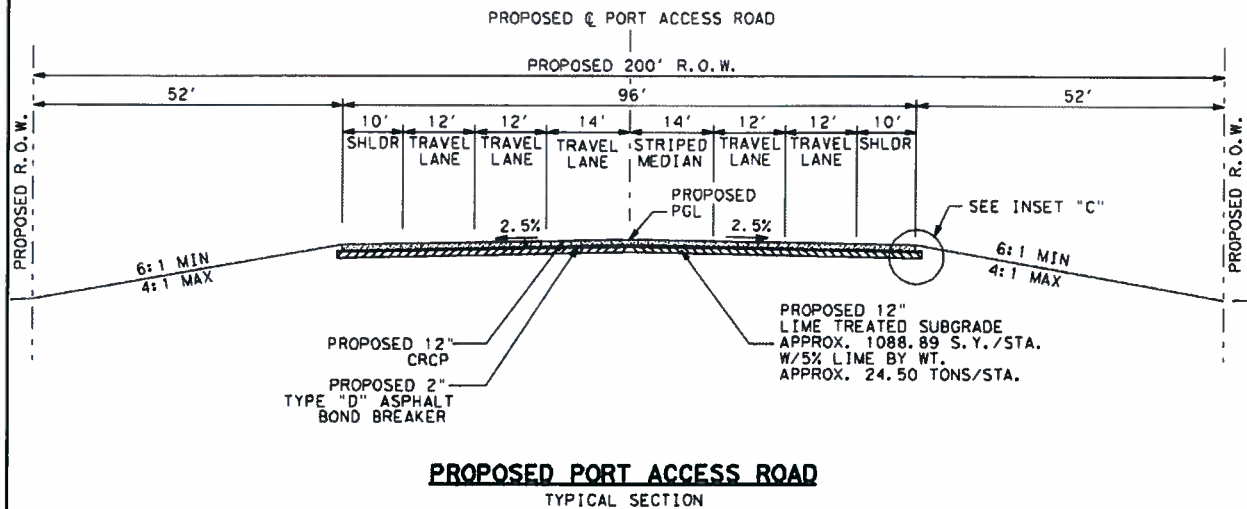 PROPOSED ℄ PORT ACCESS ROAD
PROPOSED 200' R.O.W.
52'
96'
52'
10'
SHLDR
12'
TRAVEL
LANE
12'
TRAVEL
LANE
14'
TRAVEL
LANE
14'
STRIPED
MEDIAN
12'
TRAVEL
LANE
12'
TRAVEL
LANE
10'
SHLDR
PROPOSED R.O.W.
PROPOSED R.O.W.
PROPOSED
PGL
SEE INSET "C"
2.5%
2.5%
6:1 MIN
4:1 MAX
6:1 MIN
4:1 MAX
PROPOSED 12"
CRCP
PROPOSED 2"
TYPE "D" ASPHALT
BOND BREAKER
PROPOSED 12"
LIME TREATED SUBGRADE
APPROX. 1088.89 S.Y./STA.
W/5% LIME BY WT.
APPROX. 24.50 TONS/STA.
PROPOSED PORT ACCESS ROAD
TYPICAL SECTION